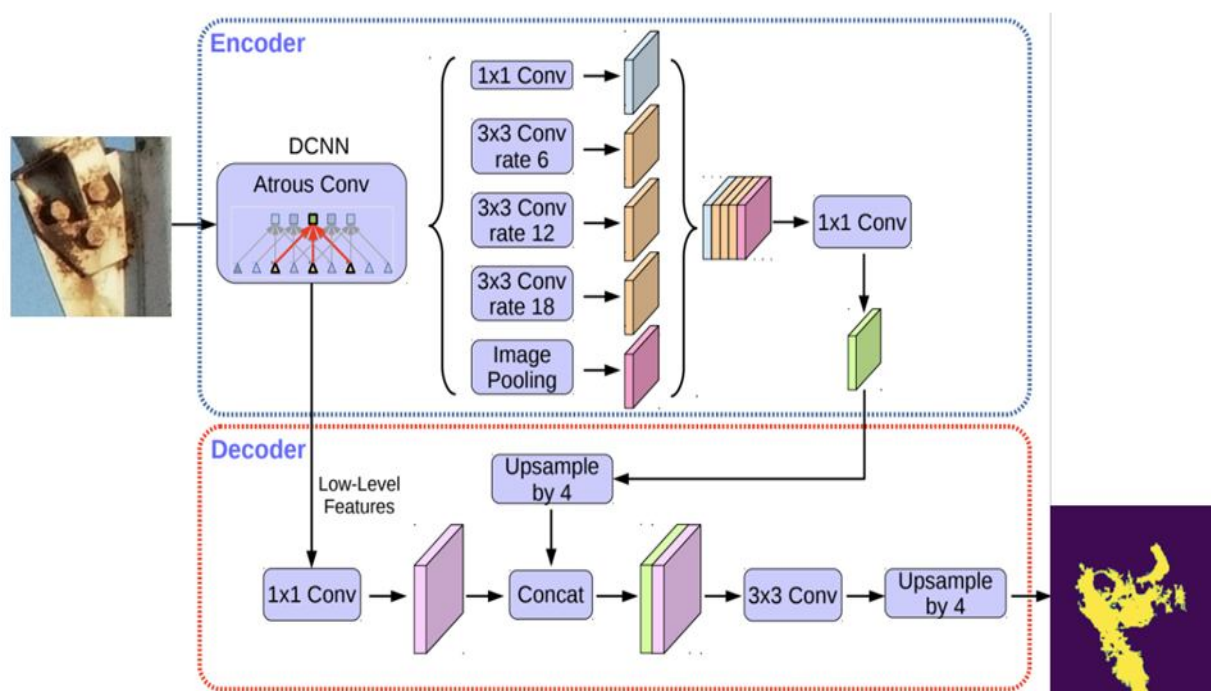 Encoder
DCNN
Atrous Conv
1x1 Conv
3x3 Conv
rate 6
3x3 Conv
rate 12
3x3 Conv
rate 18
Image
Pooling
1x1 Conv
Decoder
Low-Level
Features
Upsample
by 4
1x1 Conv
Concat
3x3 Conv
Upsample
by 4